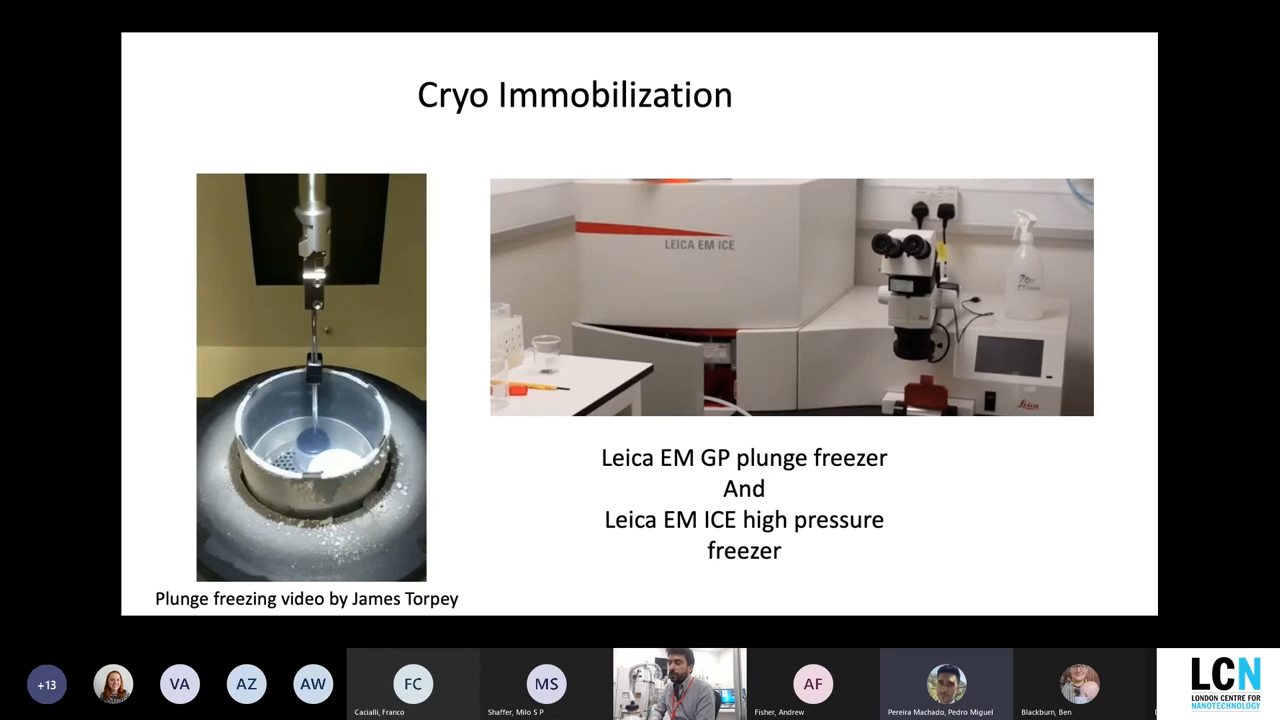 Cryo Immobilization
LEICA EM ICE
70%
Leica
Leica EM GP plunge freezer
And
Leica EM ICE high pressure
freezer
Plunge freezing video by James Torpey
+13
VA
AZ
AW
FC
Cacialli, Franco
MS
Shaffer, Milo S P
AF
Fisher, Andrew
Pereira Machado, Pedro Miguel
Blackburn, Ben
LCN
LONDON CENTRE FOR
NANOTECHNOLOGY